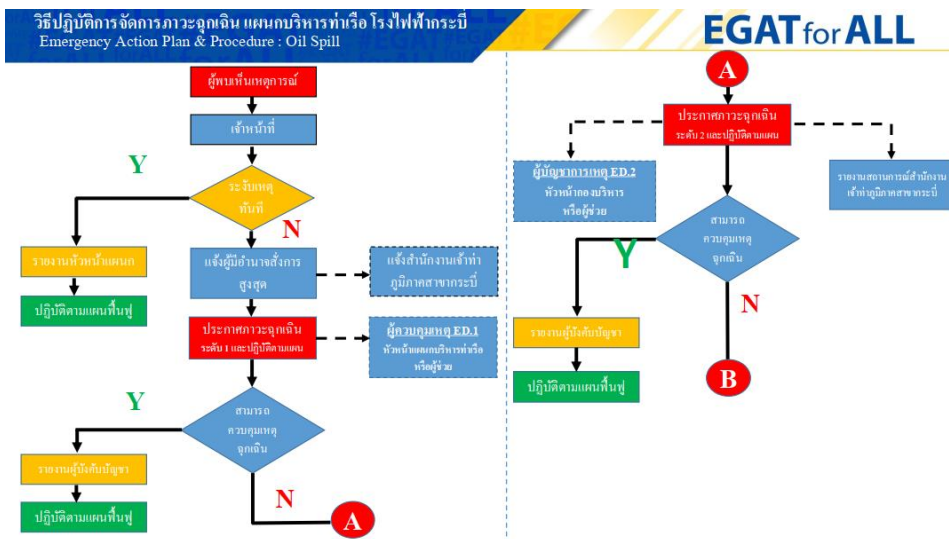 วิธีปฏิบัติการจัดการภาวะฉุกเฉิน แผนกบริหารท่าเรือ โรงไฟฟ้ากระบี่
Emergency Action Plan & Procedure : Oil Spill
EGAT for ALL
ผู้พบเห็นเหตุการณ์
เจ้าหน้าที่
Y
ระงับเหตุ
ทันที
N
รายงานหัวหน้าแผนก
ปฏิบัติตามแผนฟื้นฟู
แจ้งผู้มีอำนาจสั่งการ
สูงสุด
แจ้งสำนักงานเจ้าท่า
ภูมิภาคสาขากระบี่
ประกาศภาวะฉุกเฉิน
ระดับ 1 และปฏิบัติตามแผน
ผู้ควบคุมเหตุ ED.1
หัวหน้าแผนกบริหารท่าเรือ
หรือผู้ช่วย
Y
สามารถ
ควบคุมเหตุ
ฉุกเฉิน
รายงานผู้บังคับบัญชา
ปฏิบัติตามแผนฟื้นฟู
N
A
A
ประกาศภาวะฉุกเฉิน
ระดับ 2 และปฏิบัติตามแผน
ผู้บัญชาการเหตุ ED.2
หัวหน้ากองบริหาร
หรือผู้ช่วย
รายงานสถานการณ์สำนักงาน
เจ้าท่าภูมิภาคสาขากระบี่
สามารถ
ควบคุมเหตุ
ฉุกเฉิน
Y
N
รายงานผู้บังคับบัญชา
ปฏิบัติตามแผนฟื้นฟู
B